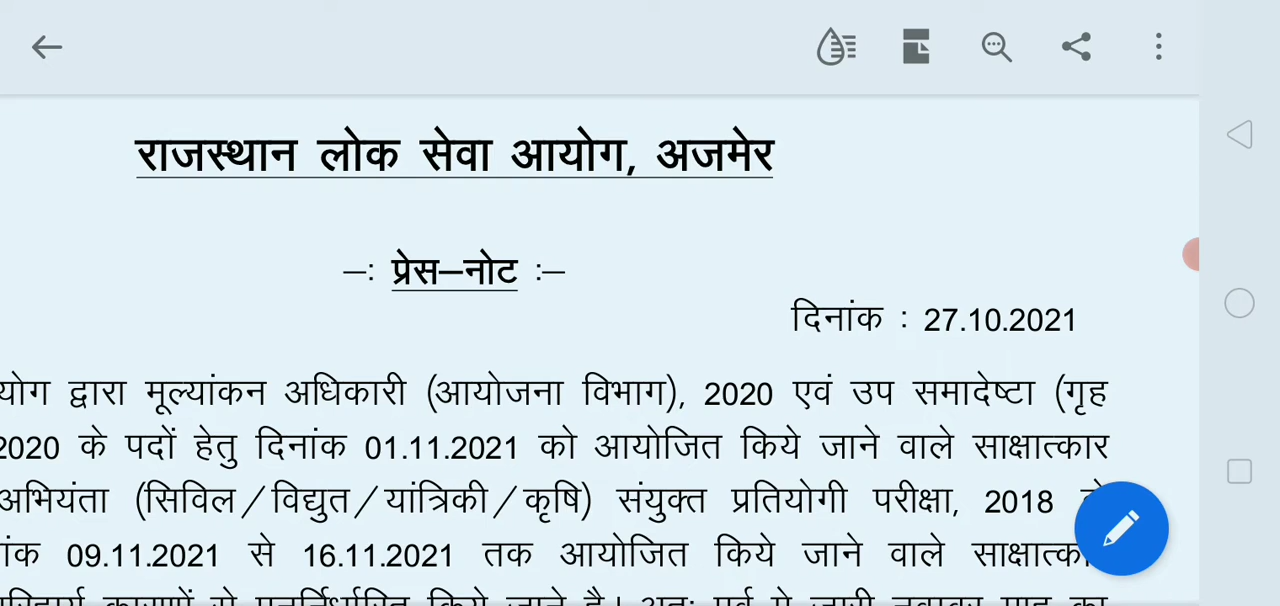 राजस्थान लोक सेवा आयोग, अजमेर
–: प्रेस–नोट :–
दिनांक : 27.10.2021
योग द्वारा मूल्यांकन अधिकारी (आयोजना विभाग), 2020 एवं उप समादेष्टा (गृह
2020 के पदों हेतु दिनांक 01.11.2021 को आयोजित किये जाने वाले साक्षात्कार
अभियंता (सिविल/विद्युत/यांत्रिकी/कृषि) संयुक्त प्रतियोगी परीक्षा, 2018
09.11.2021 से 16.11.2021 तक आयोजित किये जाने वाले